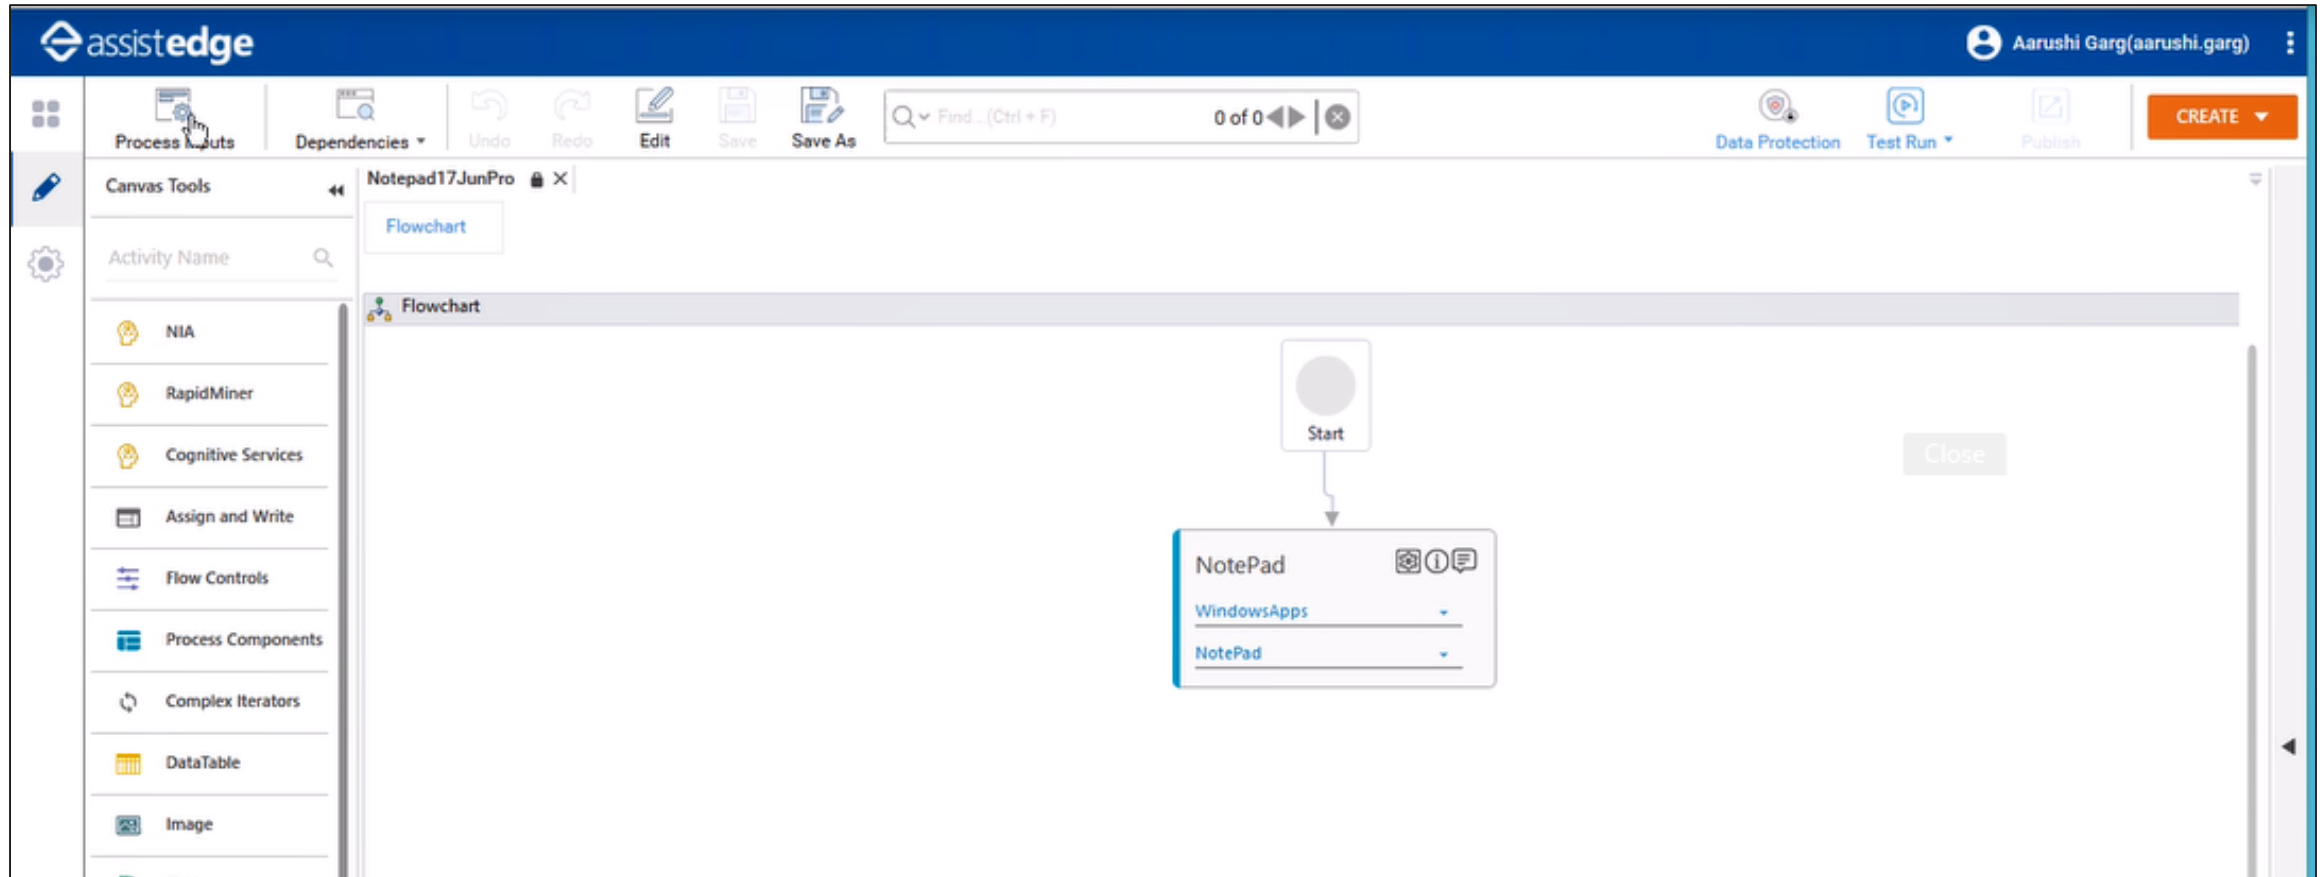 assistedge
Aarushi Garg(aarushi.garg)
Process Inputs
Dependencies
Undo
Redo
Edit
Save
Save As
Find...(Ctrl + F)
0 of 0
Data Protection
Test Run
Publish
CREATE
Canvas Tools
Notepad17JunPro
Flowchart
Activity Name
Flowchart
NIA
RapidMiner
Cognitive Services
Assign and Write
Flow Controls
Process Components
Complex Iterators
DataTable
Image
Start
Close
NotePad
WindowsApps
NotePad